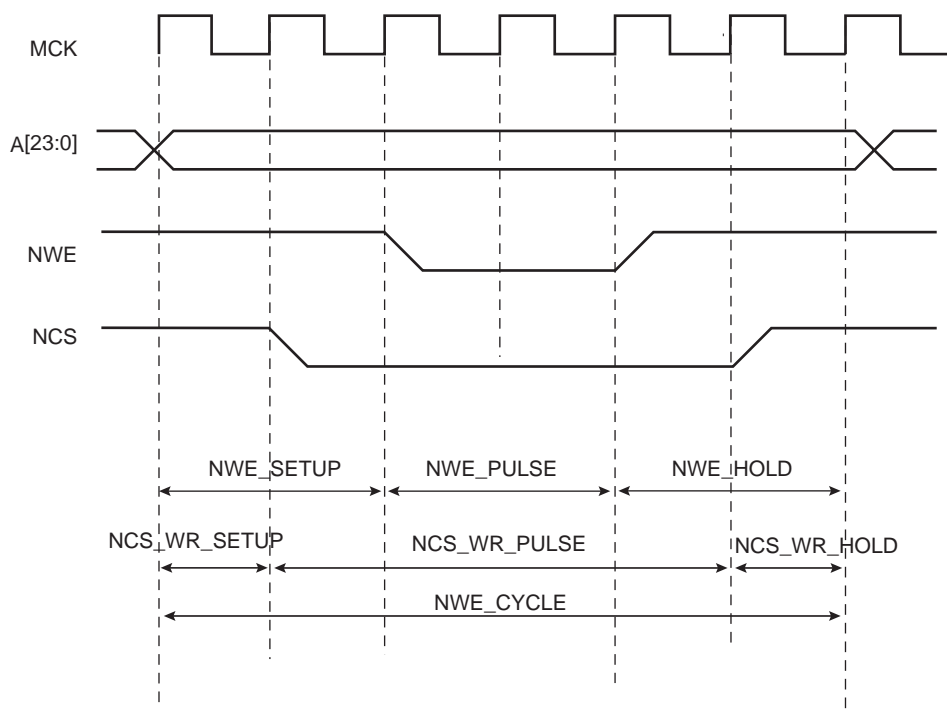 MCK
A[23:0]
NWE
NCS
NWE_SETUP NWE_PULSE NWE_HOLD
NCS_WR_SETUP NCS_WR_PULSE NCS_WR_HOLD
NWE_CYCLE